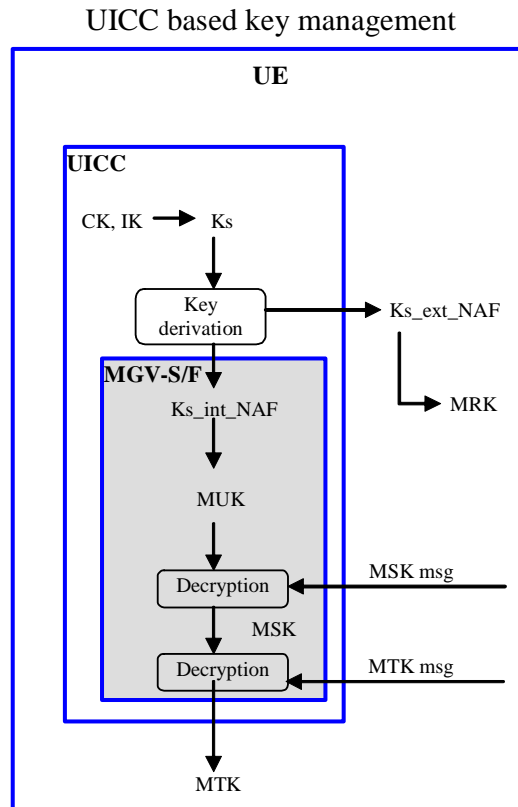 UICC based key management
UE
UICC
CK, IK
Ks
Key
derivation
Ks_ext_NAF
MGV-S/F
Ks_int_NAF
MRK
MUK
MSK msg
Decryption
MSK
MTK msg
Decryption
MTK